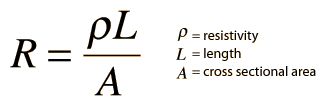 R = ρL / A
ρ = resistivity
L = length
A = cross sectional area